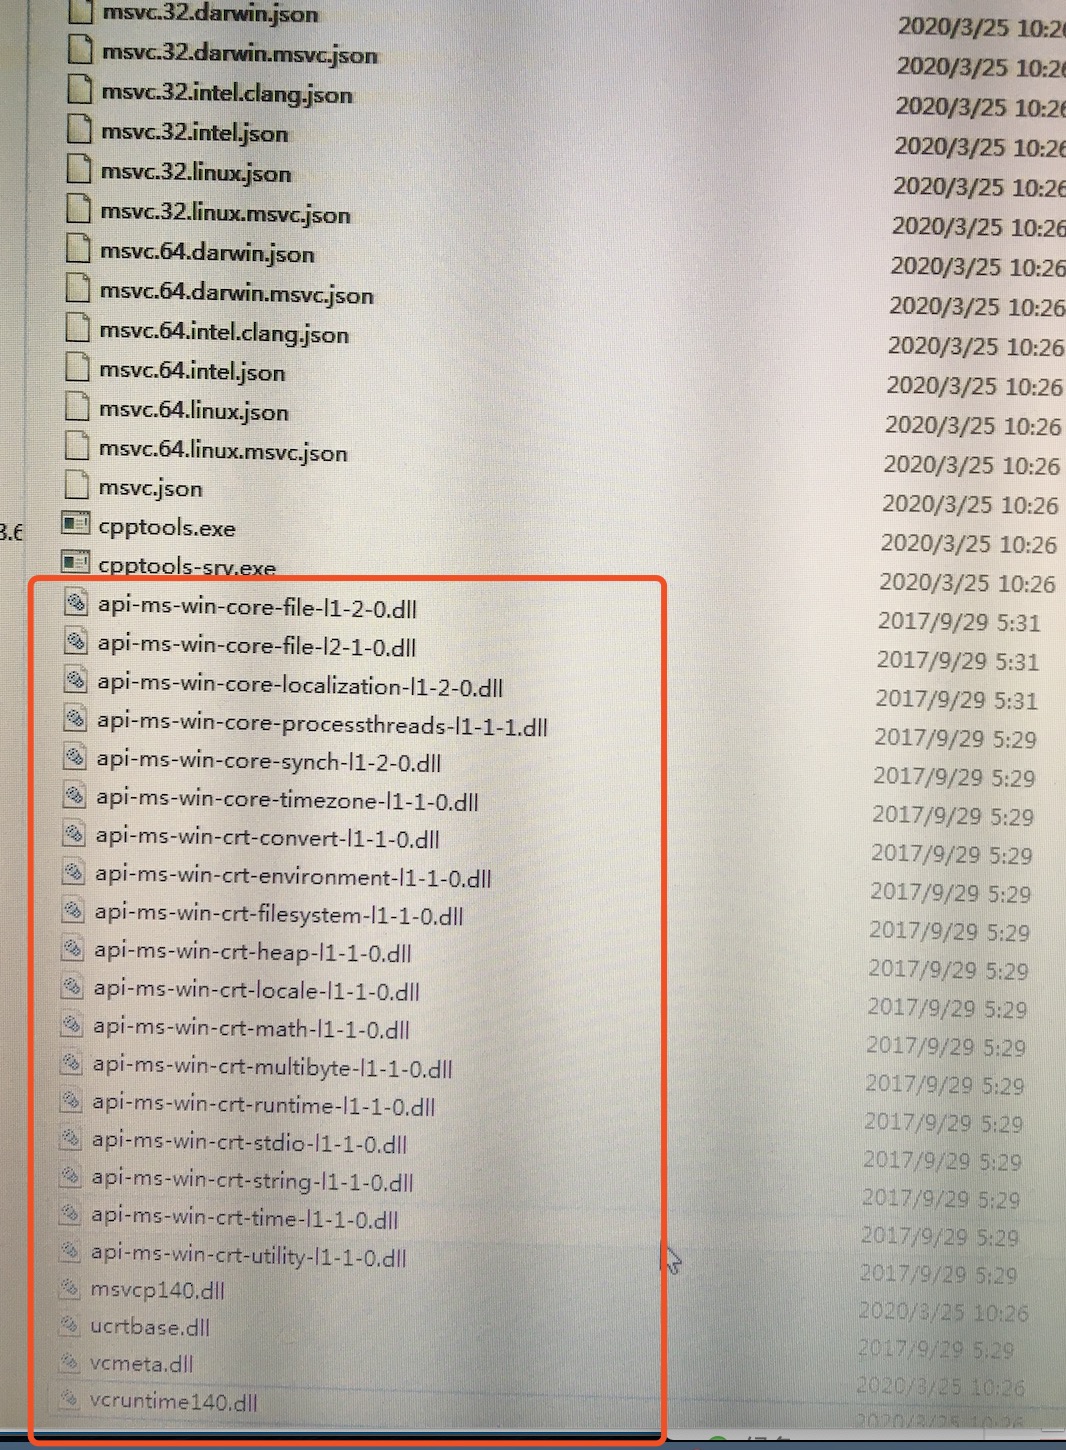 msvc.32.darwin.json 2020/3/25 10:26
msvc.32.darwin.msvc.json 2020/3/25 10:26
msvc.32.intel.clang.json 2020/3/25 10:26
msvc.32.intel.json 2020/3/25 10:26
msvc.32.linux.json 2020/3/25 10:26
msvc.32.linux.msvc.json 2020/3/25 10:26
msvc.64.darwin.json 2020/3/25 10:26
msvc.64.darwin.msvc.json 2020/3/25 10:26
msvc.64.intel.clang.json 2020/3/25 10:26
msvc.64.intel.json 2020/3/25 10:26
msvc.64.linux.json 2020/3/25 10:26
msvc.64.linux.msvc.json 2020/3/25 10:26
msvc.json 2020/3/25 10:26
cpptools.exe 2020/3/25 10:26
cpptools-srv.exe 2020/3/25 10:26
api-ms-win-core-file-l1-2-0.dll 2017/9/29 5:31
api-ms-win-core-file-l2-1-0.dll 2017/9/29 5:31
api-ms-win-core-localization-l1-2-0.dll 2017/9/29 5:31
api-ms-win-core-processthreads-l1-1-1.dll 2017/9/29 5:29
api-ms-win-core-synch-l1-2-0.dll 2017/9/29 5:29
api-ms-win-core-timezone-l1-1-0.dll 2017/9/29 5:29
api-ms-win-crt-convert-l1-1-0.dll 2017/9/29 5:29
api-ms-win-crt-environment-l1-1-0.dll 2017/9/29 5:29
api-ms-win-crt-filesystem-l1-1-0.dll 2017/9/29 5:29
api-ms-win-crt-heap-l1-1-0.dll 2017/9/29 5:29
api-ms-win-crt-locale-l1-1-0.dll 2017/9/29 5:29
api-ms-win-crt-math-l1-1-0.dll 2017/9/29 5:29
api-ms-win-crt-multibyte-l1-1-0.dll 2017/9/29 5:29
api-ms-win-crt-runtime-l1-1-0.dll 2017/9/29 5:29
api-ms-win-crt-stdio-l1-1-0.dll 2017/9/29 5:29
api-ms-win-crt-string-l1-1-0.dll 2017/9/29 5:29
api-ms-win-crt-time-l1-1-0.dll 2017/9/29 5:29
api-ms-win-crt-utility-l1-1-0.dll 2017/9/29 5:29
msvcp140.dll 2020/3/25 10:26
ucrtbase.dll 2017/9/29 5:29
vcmeta.dll 2020/3/25 10:26
vcruntime140.dll 2020/3/25 10:26